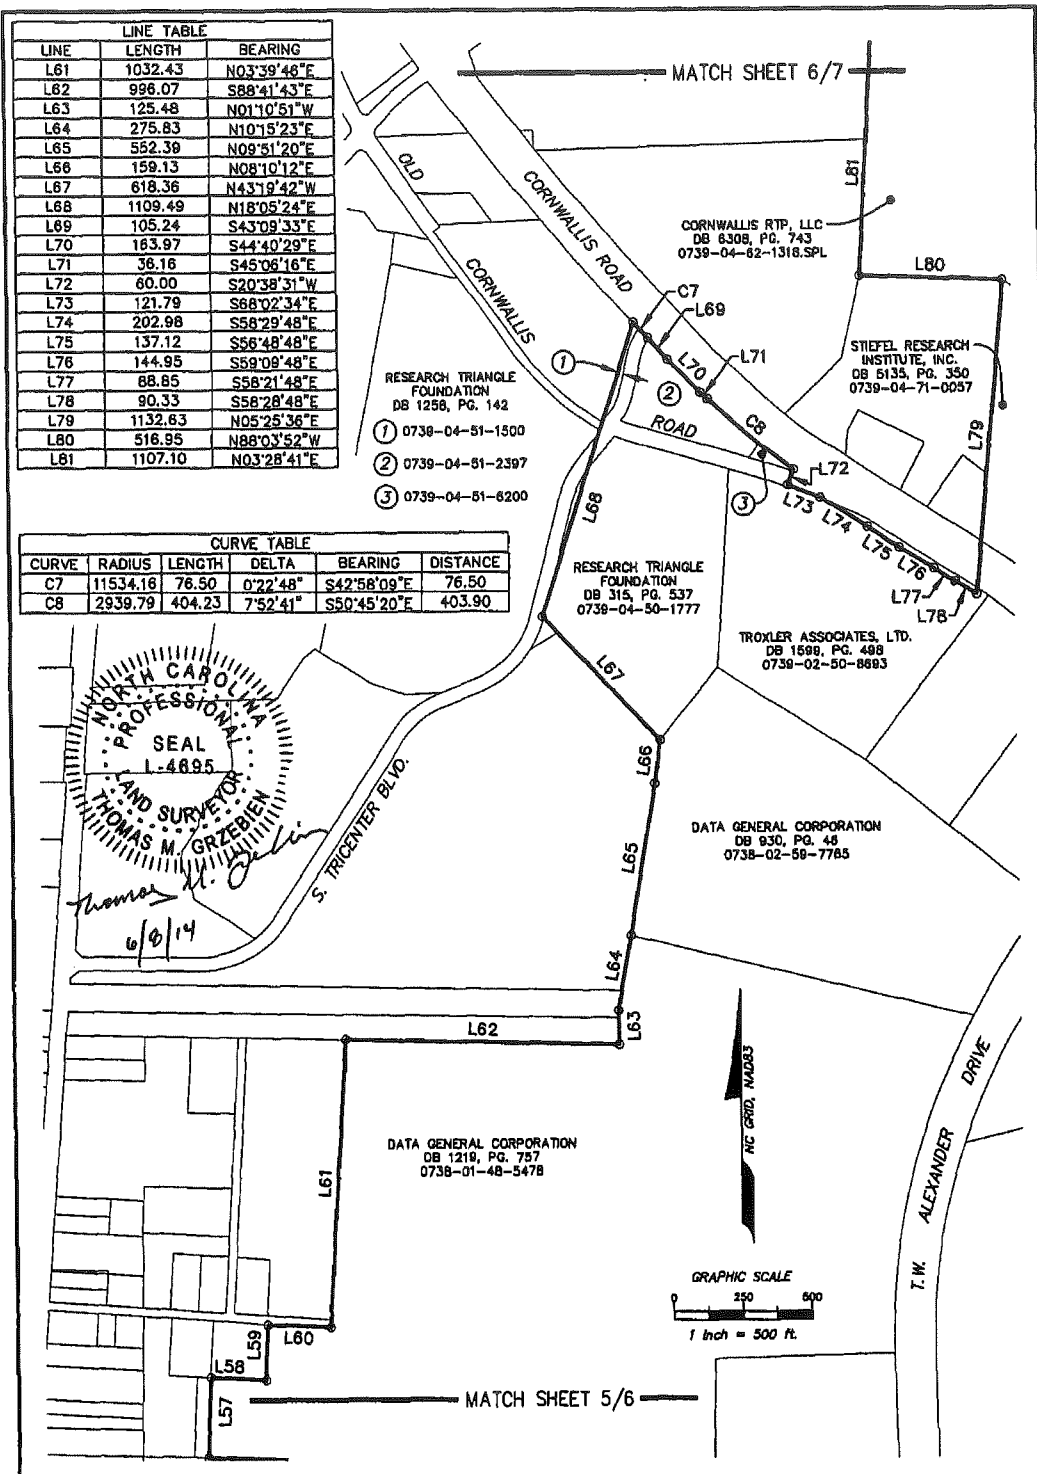 LINE TABLE
LINE LENGTH BEARING
L61 1032.43 N03°39'46"E
L62 996.07 S88°41'43"E
L63 125.48 N01°10'51"W
L64 275.83 N10°15'23"E
L65 552.39 N09°51'20"E
L66 159.13 N08°10'12"E
L67 618.36 N43°19'42"W
L68 1109.49 N18°05'24"E
L69 105.24 S43°09'33"E
L70 163.97 S44°40'29"E
L71 36.16 S45°06'16"E
L72 60.00 S20°38'31"W
L73 121.79 S68°02'34"E
L74 202.98 S58°29'48"E
L75 137.12 S56°48'48"E
L76 144.95 S59°09'48"E
L77 88.85 S58°21'48"E
L78 90.33 S58°28'48"E
L79 1132.63 N05°25'36"E
L80 516.95 N88°03'52"W
L81 1107.10 N03°28'41"E
MATCH SHEET 6/7
OLD
CORNWALLIS
ROAD
CORNWALLIS ROAD
L81
CORNWALLIS RTP, LLC
DB 6308, PG. 743
0739-04-62-1318.SPL
L80
C7
L69
L70
L71
STIEFEL RESEARCH
INSTITUTE, INC.
DB 5135, PG. 350
0739-04-71-0057
RESEARCH TRIANGLE
FOUNDATION
DB 1258, PG. 142
1 0739-04-51-1500
2 0739-04-51-2397
3 0739-04-51-6200
1
2
3
C8
L72
L79
L73
L74
L75
L76
L77
L78
L68
CURVE TABLE
CURVE RADIUS LENGTH DELTA BEARING DISTANCE
C7 11534.16 76.50 0°22'48" S42°58'09"E 76.50
C8 2939.79 404.23 7°52'41" S50°45'20"E 403.90
RESEARCH TRIANGLE
FOUNDATION
DB 315, PG. 537
0739-04-50-1777
TROXLER ASSOCIATES, LTD.
DB 1599, PG. 498
0739-02-50-8693
L67
NORTH CAROLINA
PROFESSIONAL
SEAL
L-4695
LAND SURVEYOR
THOMAS M. GRZEBIEN
Thomas M. Grzebien
6/8/14
S. TRICENTER BLVD.
L66
DATA GENERAL CORPORATION
DB 930, PG. 46
0738-02-59-7785
L65
L64
L63
L62
NC GRID, NAD83
T.W. ALEXANDER DRIVE
DATA GENERAL CORPORATION
DB 1219, PG. 757
0738-01-48-5478
L61
GRAPHIC SCALE
0 250 500
1 inch = 500 ft.
L60
L59
L58
L57
MATCH SHEET 5/6